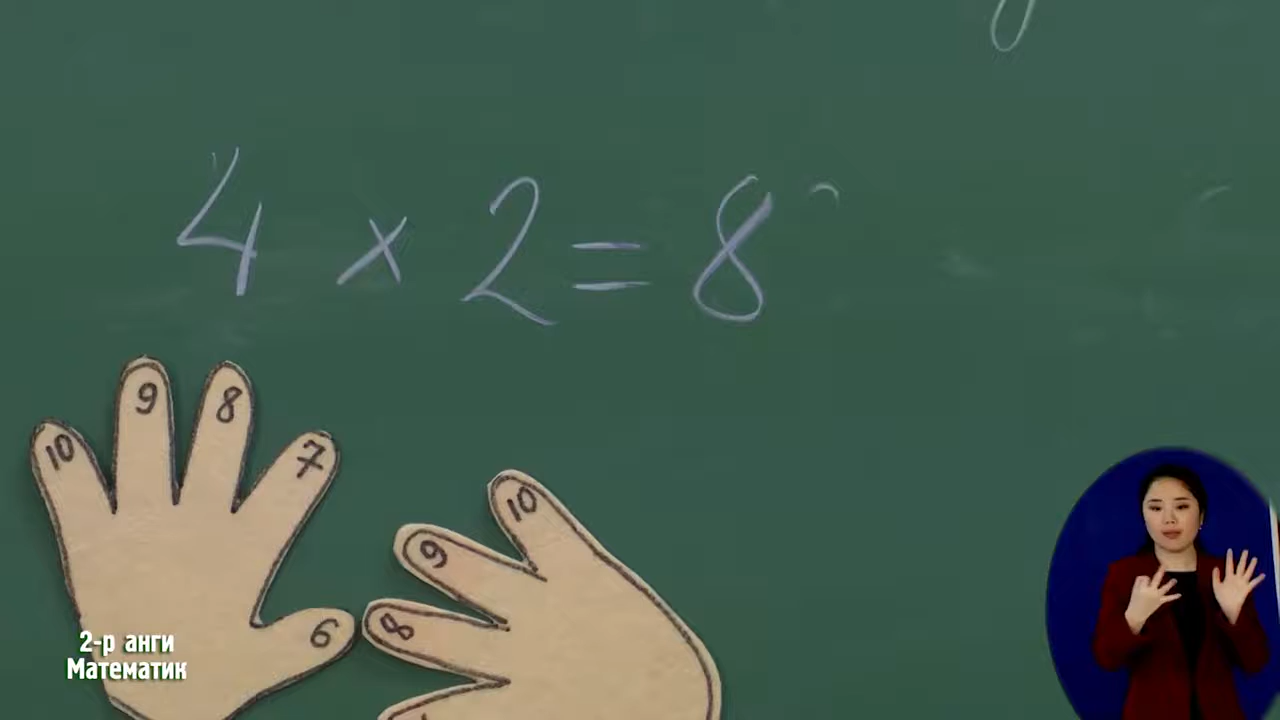 4 × 2 = 8
10 9 8 7 6
10 9 8
2-р анги
Математик